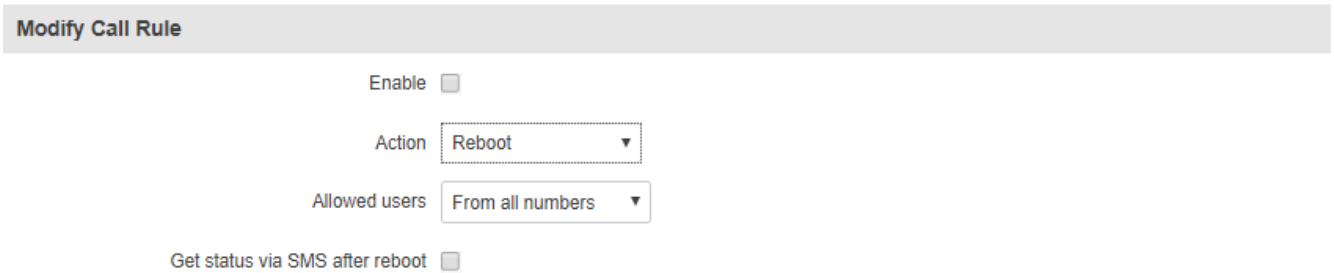 Modify Call Rule
Enable
Action Reboot
Allowed users From all numbers
Get status via SMS after reboot